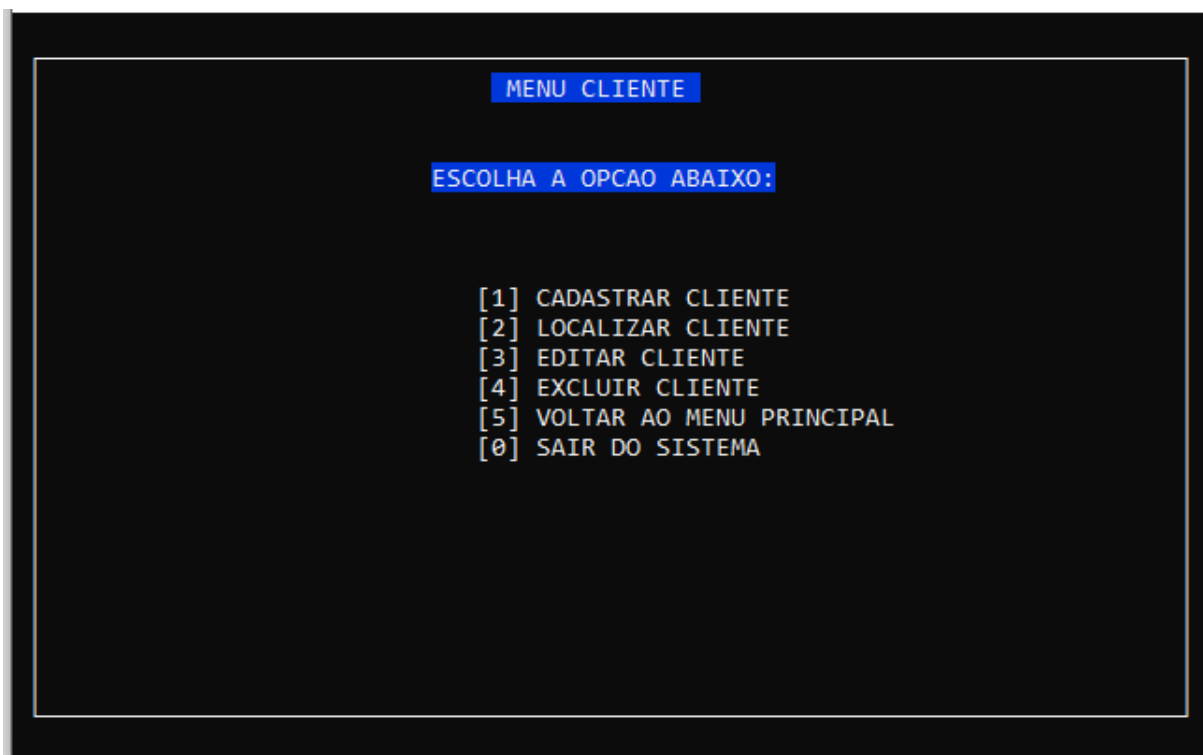 MENU CLIENTE
ESCOLHA A OPCAO ABAIXO:
[1] CADASTRAR CLIENTE
[2] LOCALIZAR CLIENTE
[3] EDITAR CLIENTE
[4] EXCLUIR CLIENTE
[5] VOLTAR AO MENU PRINCIPAL
[0] SAIR DO SISTEMA